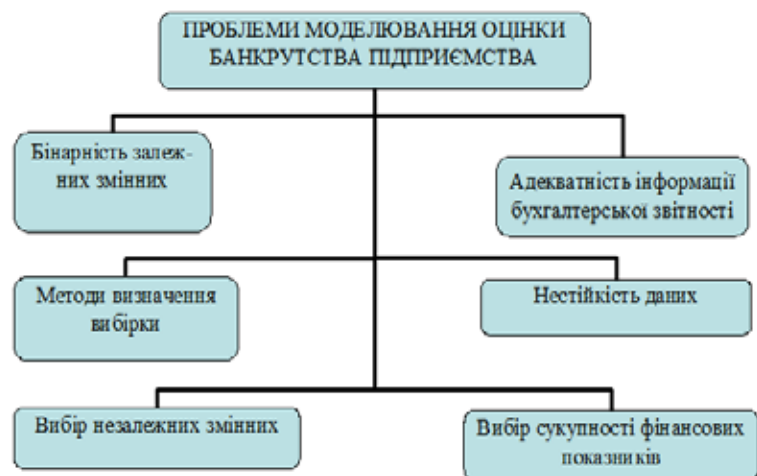 ПРОБЛЕМИ МОДЕЛЮВАННЯ ОЦІНКИ
БАНКРУТСТВА ПІДПРИЄМСТВА
Бінарність залеж-
них змінних
Адекватність інформації
бухгалтерської звітності
Методи визначення
вибірки
Нестійкість даних
Вибір незалежних змінних
Вибір сукупності фінансових
показників